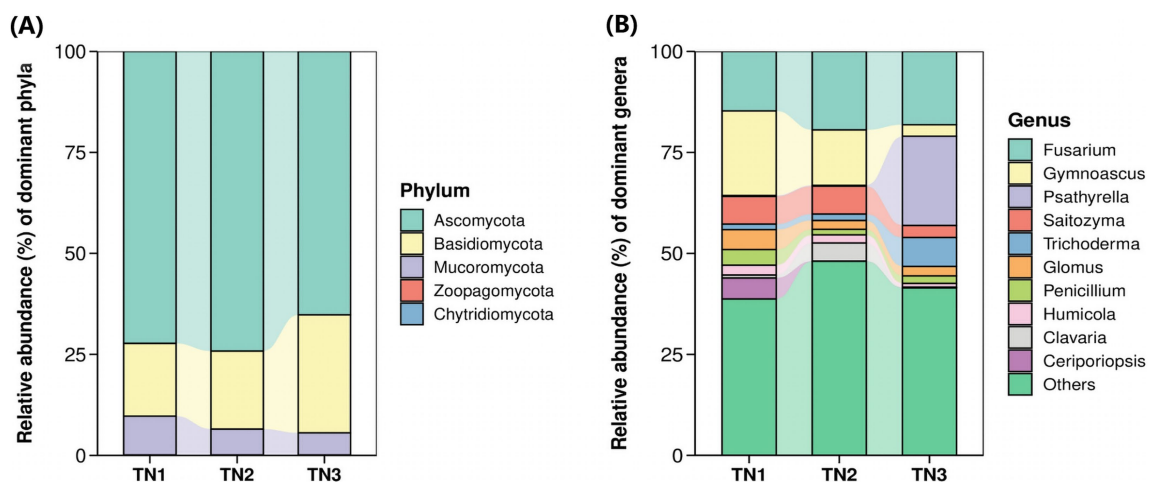 (A)
Relative abundance (%) of dominant phyla
100
75
50
25
0
TN1 TN2 TN3
Phylum
Ascomycota
Basidiomycota
Mucoromycota
Zoopagomycota
Chytridiomycota
(B)
Relative abundance (%) of dominant genera
100
75
50
25
0
TN1 TN2 TN3
Genus
Fusarium
Gymnoascus
Psathyrella
Saitozyma
Trichoderma
Glomus
Penicillium
Humicola
Clavaria
Ceriporiopsis
Others